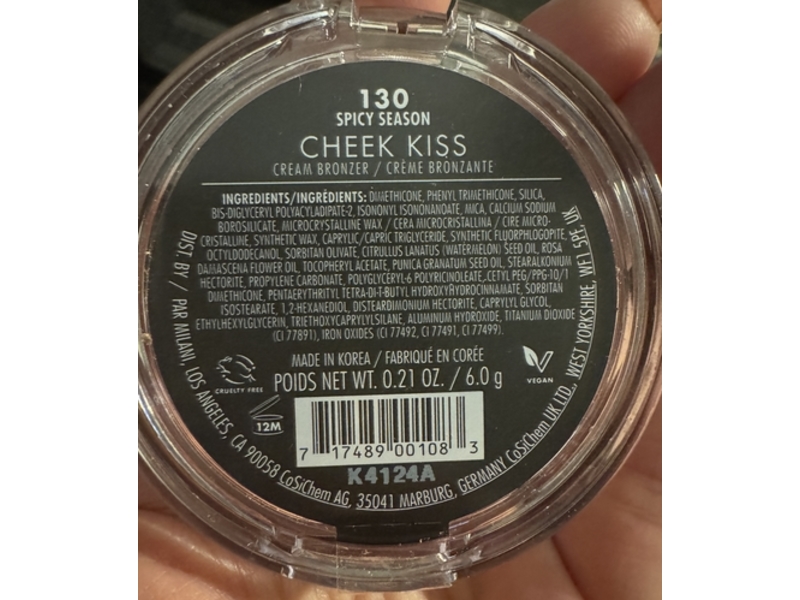 130
SPICY SEASON
CHEEK KISS
CREAM BRONZER / CRÈME BRONZANTE
INGREDIENTS/INGRÉDIENTS: DIMETHICONE, PHENYL TRIMETHICONE, SILICA,
BIS-DIGLYCERYL POLYACYLADIPATE-2, ISONONYL ISONONANOATE, MICA, CALCIUM SODIUM
BOROSILICATE, MICROCRYSTALLINE WAX / CERA MICROCRISTALLINA / CIRE MICRO-
CRISTALLINE, SYNTHETIC WAX, CAPRYLIC/CAPRIC TRIGLYCERIDE, SYNTHETIC FLUORPHLOGOPITE,
OCTYLDODECANOL, SORBITAN OLIVATE, CITRULLUS LANATUS (WATERMELON) SEED OIL, ROSA
DAMASCENA FLOWER OIL, TOCOPHERYL ACETATE, PUNICA GRANATUM SEED OIL, STEARALKONIUM
HECTORITE, PROPYLENE CARBONATE, POLYGLYCERYL-6 POLYRICINOLEATE, CETYL PEG/PPG-10/1
DIMETHICONE, PENTAERYTHRITYL TETRA-DI-T-BUTYL HYDROXYHYDROCINNAMATE, SORBITAN
ISOSTEARATE, 1,2-HEXANEDIOL, DISTEARDIMONIUM HECTORITE, CAPRYLYL GLYCOL,
ETHYLHEXYLGLYCERIN, TRIETHOXYCAPRYLYLSILANE, ALUMINUM HYDROXIDE, TITANIUM DIOXIDE
(CI 77891), IRON OXIDES (CI 77492, CI 77491, CI 77499).
MADE IN KOREA / FABRIQUÉ EN CORÉE
POIDS NET WT. 0.21 OZ. / 6.0 g
CRUELTY FREE
VEGAN
12M
7 17489 00108 3
K4124A
DIST. BY / PAR MILANI, LOS ANGELES, CA 90058 CoSiChem AG, 35041 MARBURG, GERMANY CoSiChem UK LTD., WEST YORKSHIRE, WF1 5PE, UK